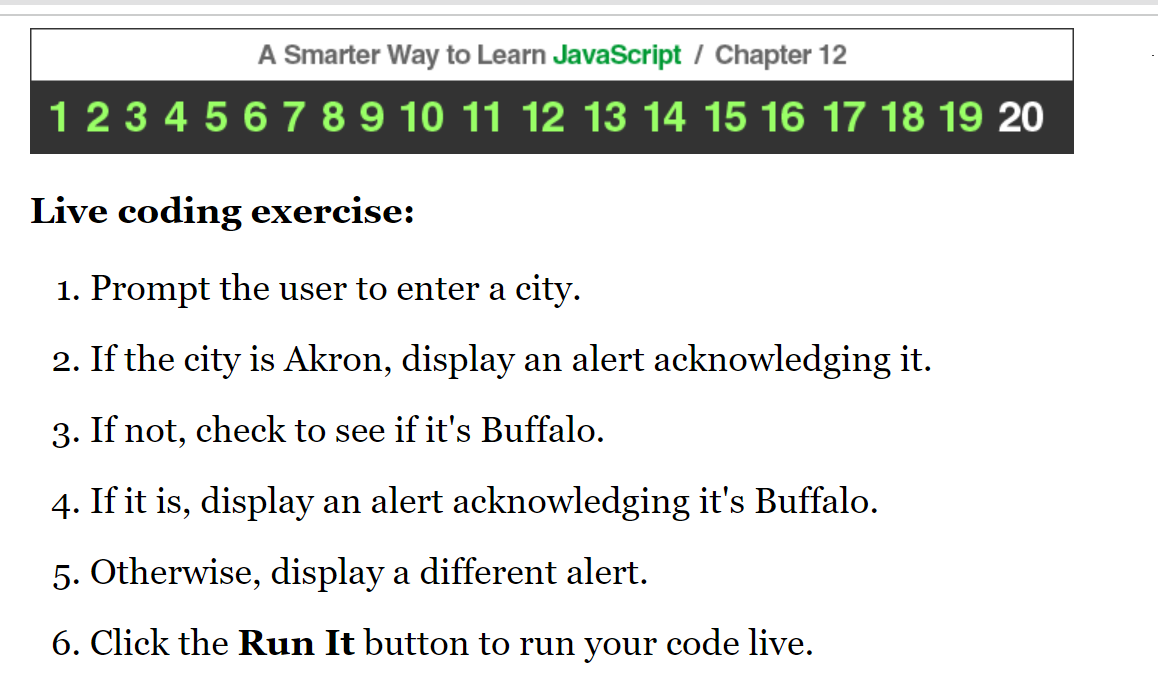 A Smarter Way to Learn JavaScript / Chapter 12
1 2 3 4 5 6 7 8 9 10 11 12 13 14 15 16 17 18 19 20
Live coding exercise:
1. Prompt the user to enter a city.
2. If the city is Akron, display an alert acknowledging it.
3. If not, check to see if it's Buffalo.
4. If it is, display an alert acknowledging it's Buffalo.
5. Otherwise, display a different alert.
6. Click the Run It button to run your code live.